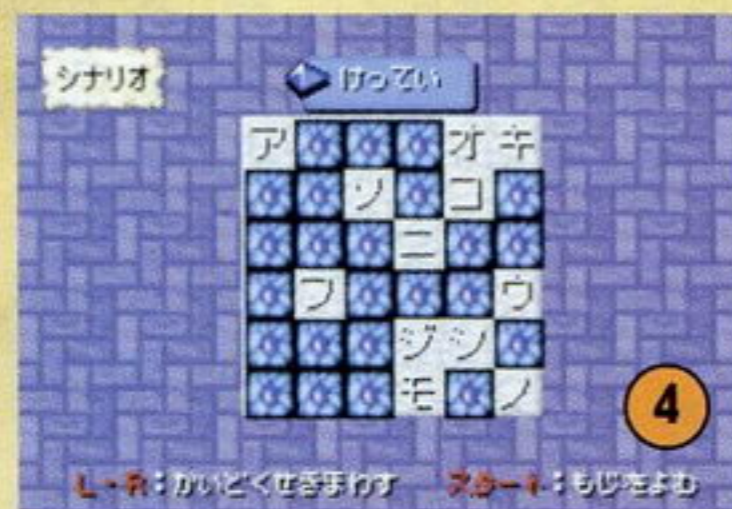 シナリオ
けってい
ア オ キ
ソ コ
ニ
フ ウ
ジ シ
モ ノ
4
L・R：かいどくせきまわす スタート：もじをよむ